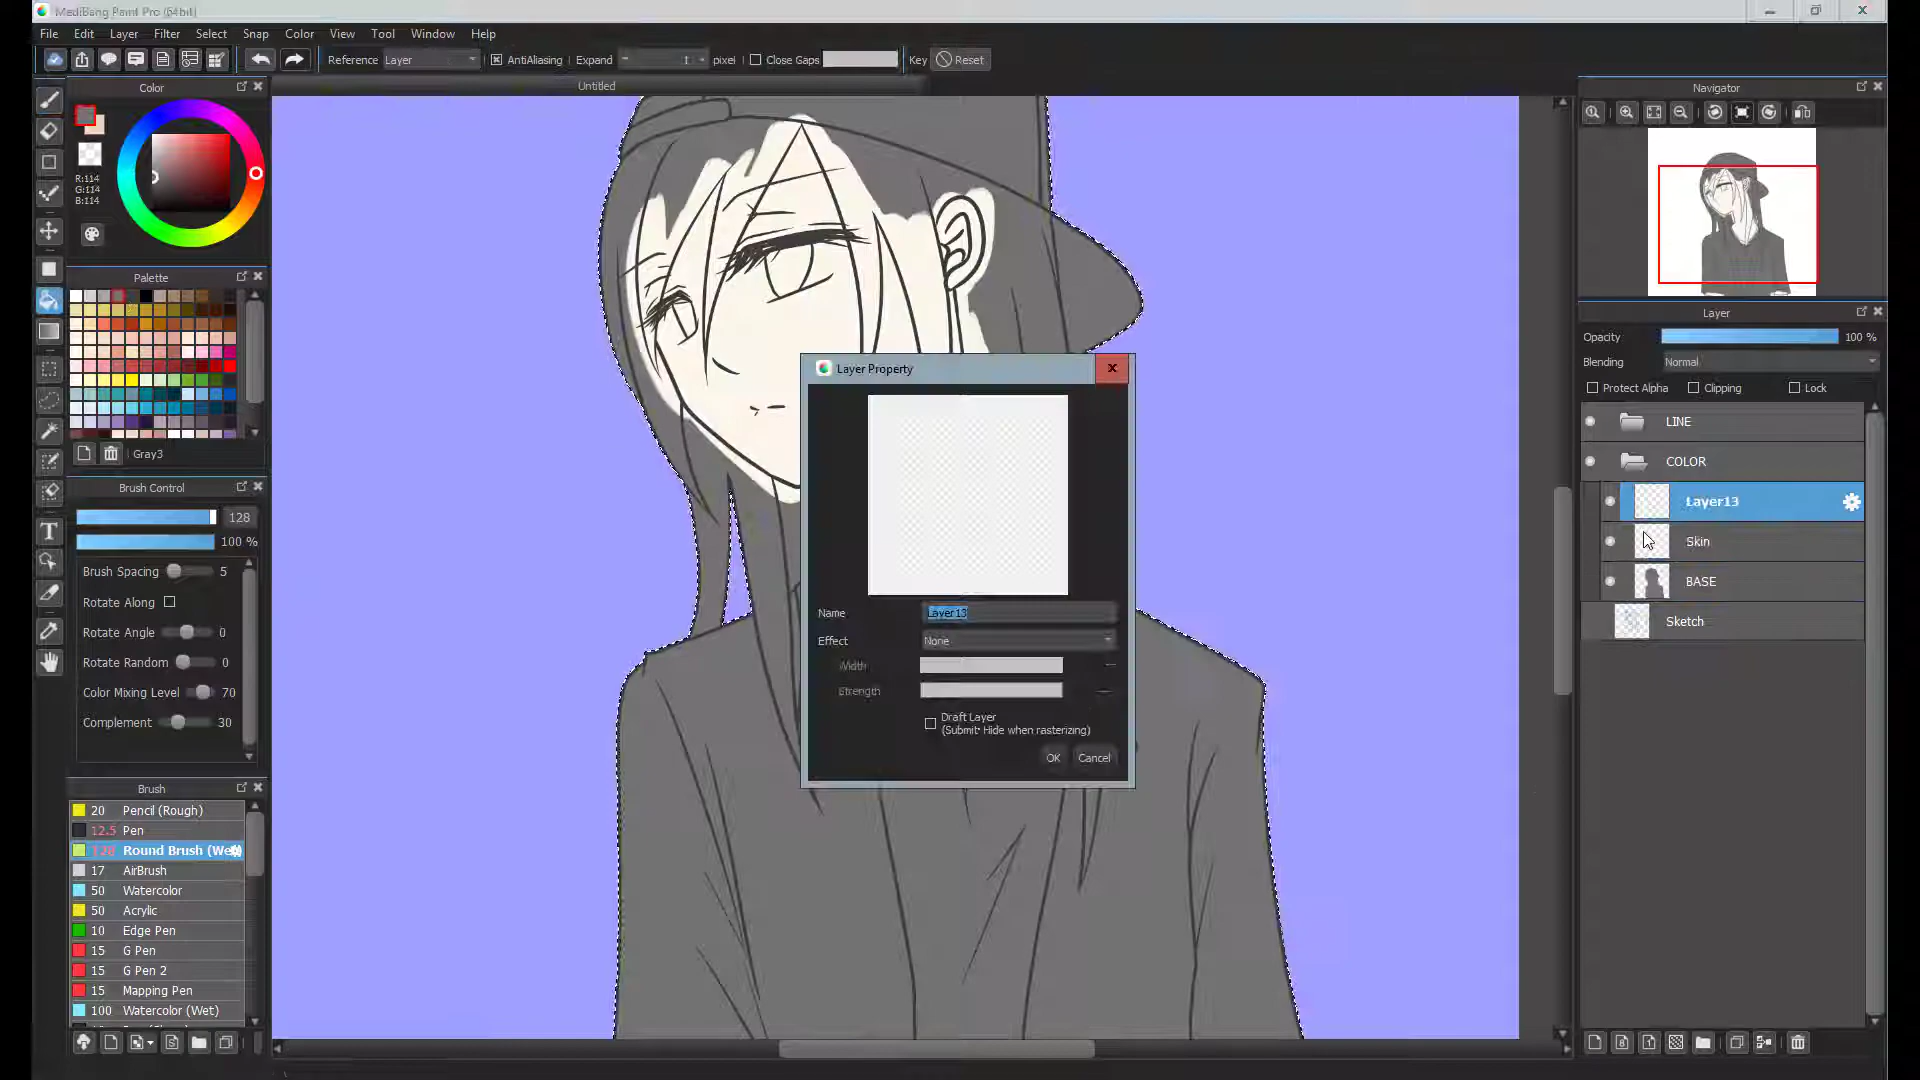 MediBang Paint Pro (64bit)
File Edit Layer Filter Select Snap Color View Tool Window Help
Reference Layer AntiAliasing Expand 1 pixel Close Gaps Key Reset
Untitled
Color
R:114
G:114
B:114
Palette
Gray3
Brush Control
128
100 %
Brush Spacing 5
Rotate Along
Rotate Angle 0
Rotate Random 0
Color Mixing Level 70
Complement 30
Brush
20 Pencil (Rough)
12.5 Pen
128 Round Brush (We
17 AirBrush
50 Watercolor
50 Acrylic
10 Edge Pen
15 G Pen
15 G Pen 2
15 Mapping Pen
100 Watercolor (Wet)
T
Layer Property
Name Layer13
Effect None
Width
Strength
Draft Layer
(Submit- Hide when rasterizing)
OK Cancel
Navigator
Layer
Opacity 100 %
Blending Normal
Protect Alpha Clipping Lock
LINE
COLOR
Layer13
Skin
BASE
Sketch